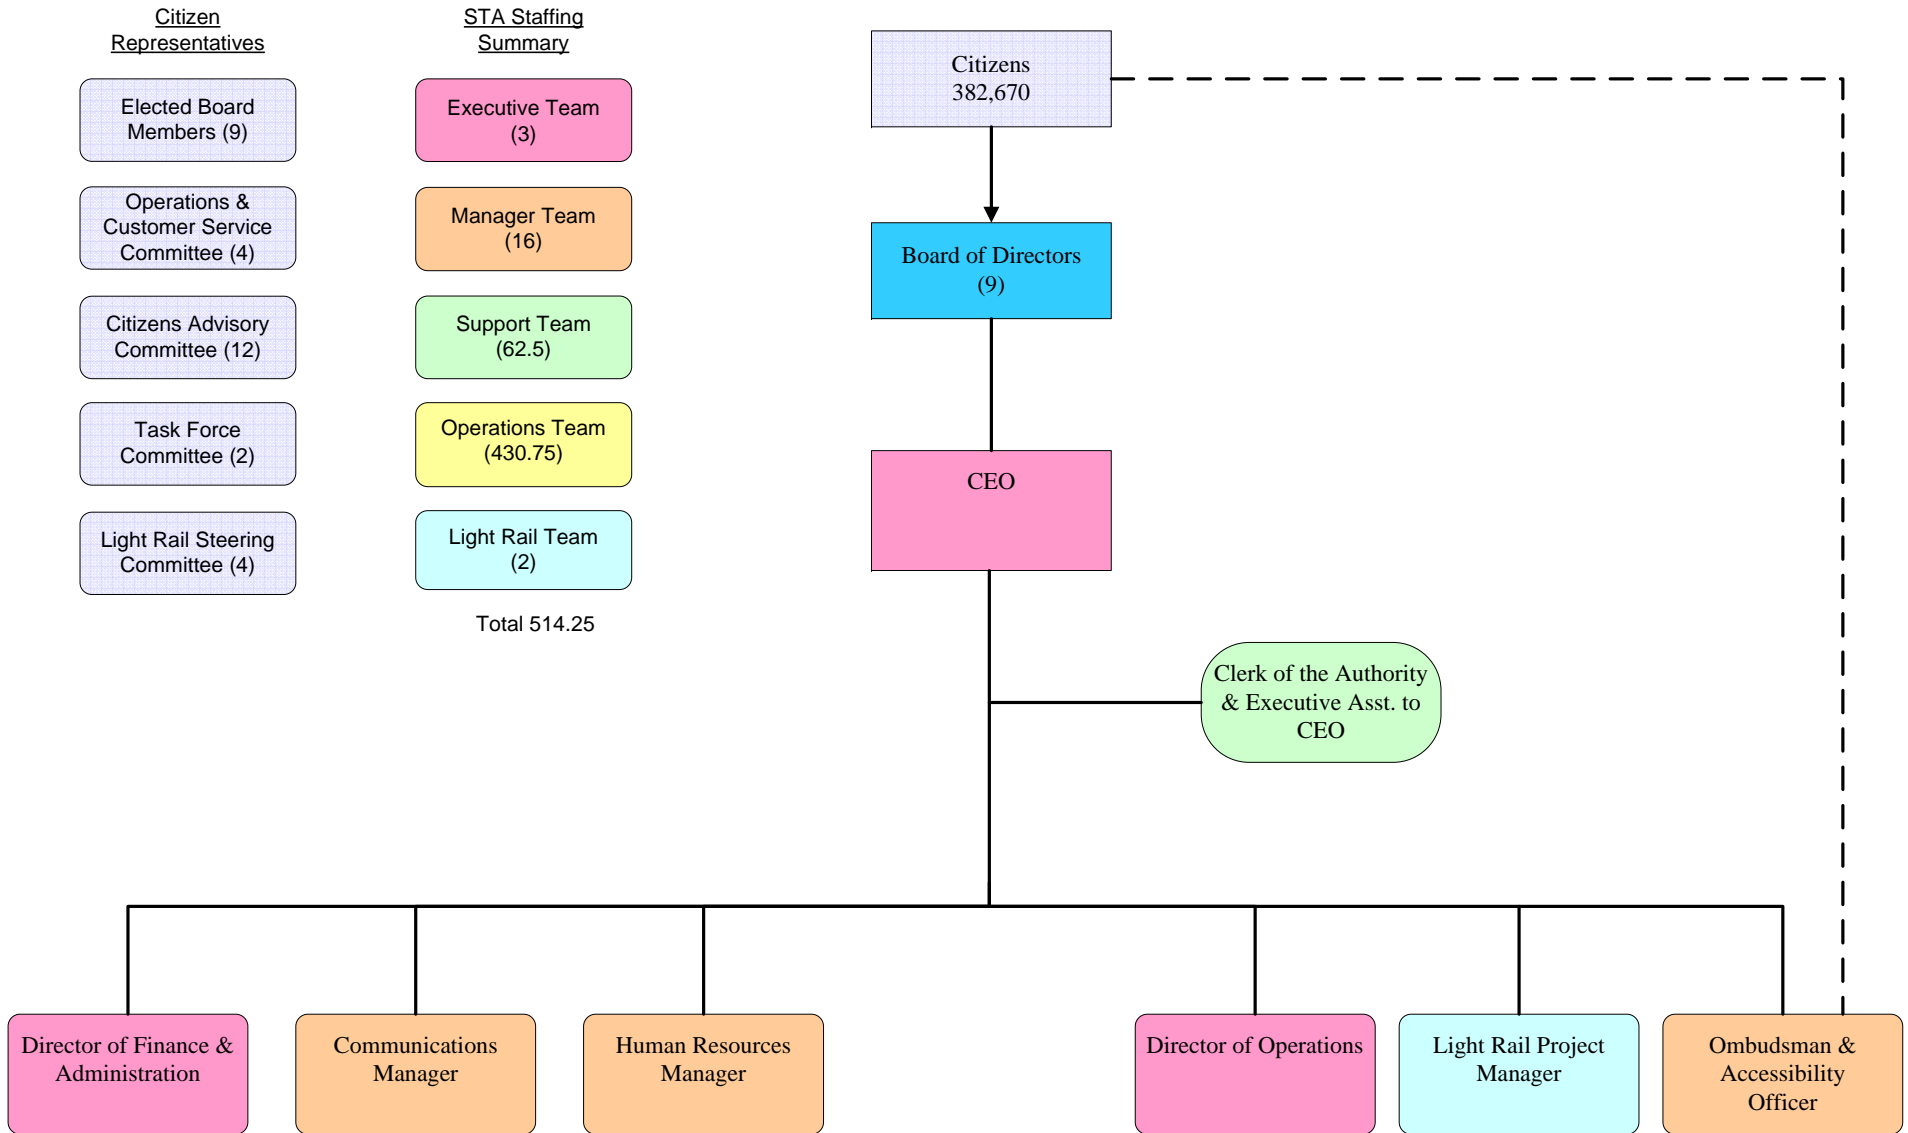 Citizen
Representatives
Elected Board
Members (9)
Operations &
Customer Service
Committee (4)
Citizens Advisory
Committee (12)
Task Force
Committee (2)
Light Rail Steering
Committee (4)
STA Staffing
Summary
Executive Team
(3)
Manager Team
(16)
Support Team
(62.5)
Operations Team
(430.75)
Light Rail Team
(2)
Total 514.25
Citizens
382,670
Board of Directors
(9)
CEO
Clerk of the Authority
& Executive Asst. to
CEO
Director of Finance &
Administration
Communications
Manager
Human Resources
Manager
Director of Operations
Light Rail Project
Manager
Ombudsman &
Accessibility
Officer